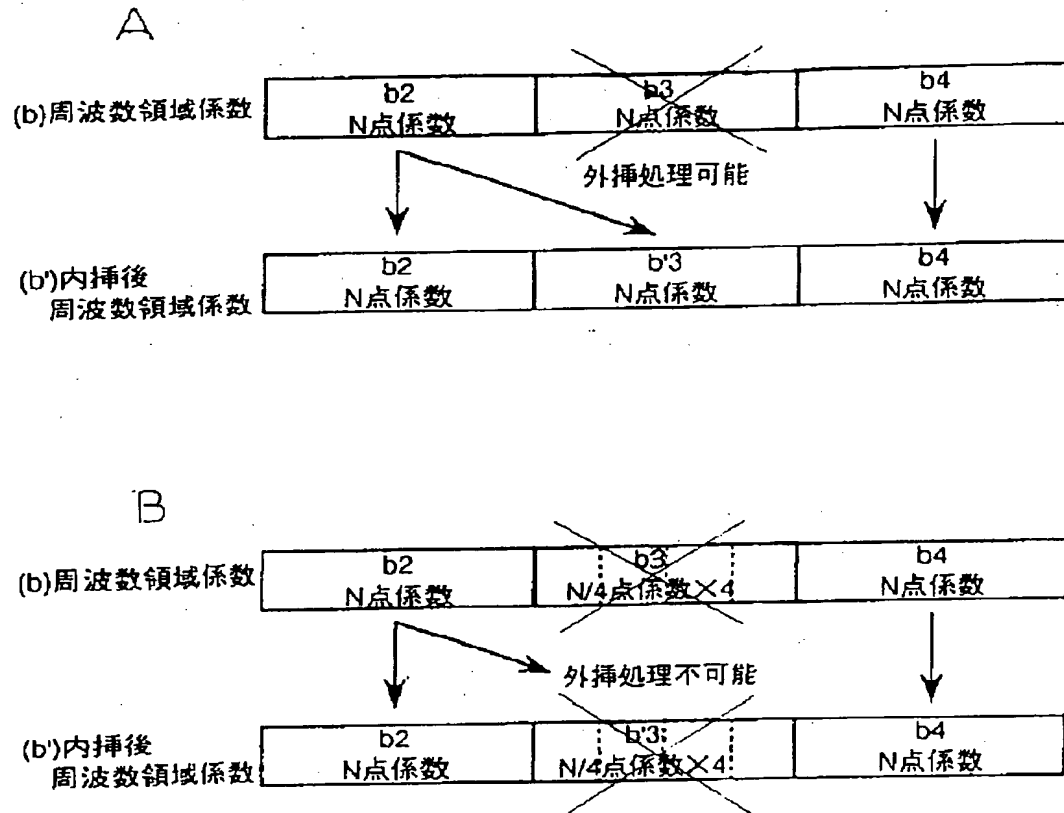 A
b2
b3
b4
(b)周波数領域係数
N点係数
N点係数
N点係数
外挿処理可能
b2
b'3
b4
(b')内挿後
周波数領域係数
N点係数
N点係数
N点係数
B
b2
b3
b4
(b)周波数領域係数
N点係数
N/4点係数×4
N点係数
外挿処理不可能
b2
b'3
b4
(b')内挿後
周波数領域係数
N点係数
N/4点係数×4
N点係数